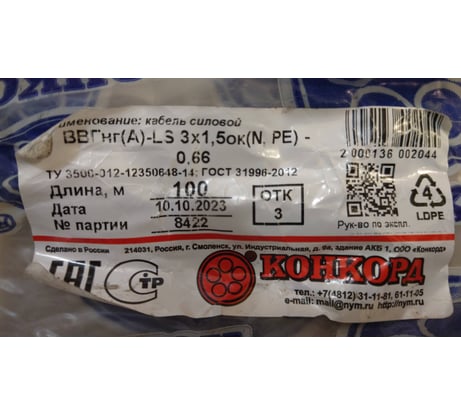 именование: кабель силовой
ВВГнг(А)-LS 3х1,5ок(N, PE) -
0,66
ТУ 3500-012-12350648-14; ГОСТ 31996-2012
Длина, м 100
Дата 10.10.2023
№ партии 8422
ОТК
3
2 000136 002044
Рук-во по экспл.
4
LDPE
Сделано в России
214031, Россия, г. Смоленск, ул. Индустриальная, д. 9а, здание АКБ 1, ООО «Конкорд»
ЕАС
С ТР
КОНКОРД
тел.: +7(4812) 31-11-81, 61-11-05
e-mail: mail@nym.ru http://nym.ru